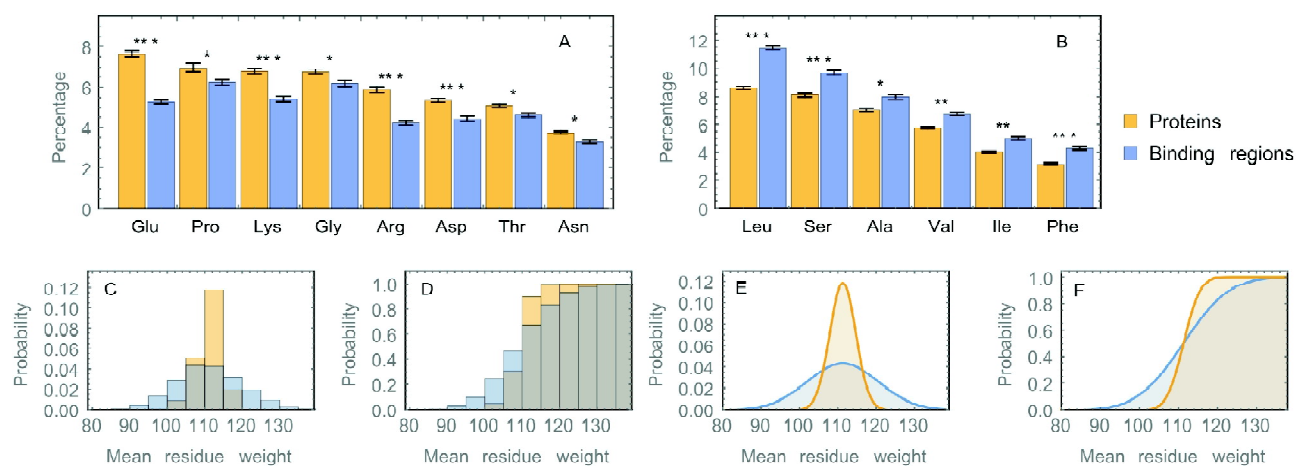 A
8
6
4
2
0
Percentage
*** * *** * *** *** * *
Glu Pro Lys Gly Arg Asp Thr Asn
B
12
10
8
6
4
2
0
Percentage
*** *** * ** ** ***
Leu Ser Ala Val Ile Phe
Proteins
Binding regions
C
0.12
0.10
0.08
0.06
0.04
0.02
0.00
Probability
80 90 100 110 120 130
Mean residue weight
D
1.0
0.8
0.6
0.4
0.2
0.0
Probability
80 90 100 110 120 130
Mean residue weight
E
0.12
0.10
0.08
0.06
0.04
0.02
0.00
Probability
80 90 100 110 120 130
Mean residue weight
F
1.0
0.8
0.6
0.4
0.2
0.0
Probability
80 90 100 110 120 130
Mean residue weight